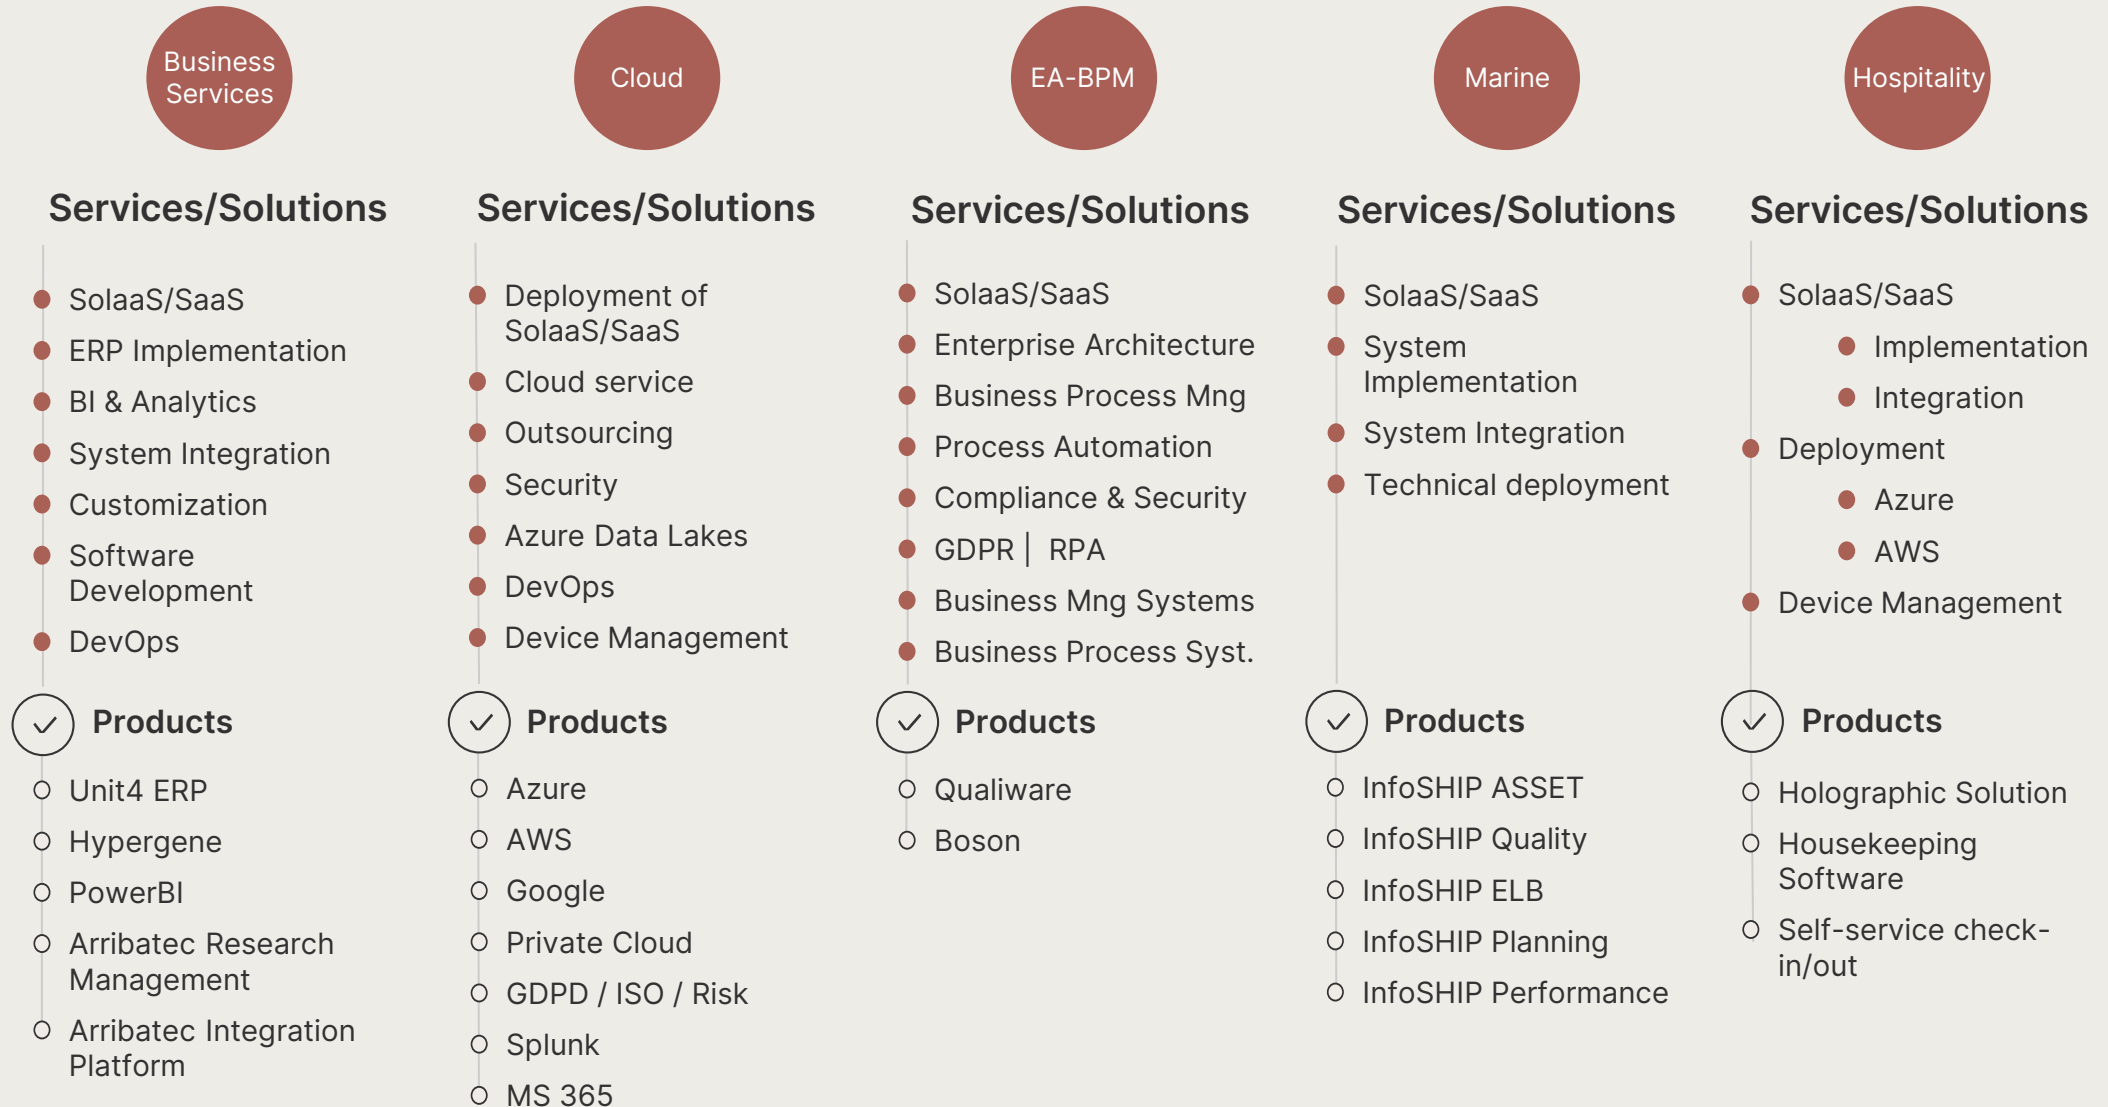 Business
Services
Services/Solutions
SolaaS/SaaS
ERP Implementation
BI & Analytics
System Integration
Customization
Software
Development
DevOps
Products
Unit4 ERP
Hypergene
PowerBI
Arribatec Research
Management
Arribatec Integration
Platform
Cloud
Services/Solutions
Deployment of
SolaaS/SaaS
Cloud service
Outsourcing
Security
Azure Data Lakes
DevOps
Device Management
Products
Azure
AWS
Google
Private Cloud
GDPD / ISO / Risk
Splunk
MS 365
EA-BPM
Services/Solutions
SolaaS/SaaS
Enterprise Architecture
Business Process Mng
Process Automation
Compliance & Security
GDPR | RPA
Business Mng Systems
Business Process Syst.
Products
Qualiware
Boson
Marine
Services/Solutions
SolaaS/SaaS
System
Implementation
System Integration
Technical deployment
Products
InfoSHIP ASSET
InfoSHIP Quality
InfoSHIP ELB
InfoSHIP Planning
InfoSHIP Performance
Hospitality
Services/Solutions
SolaaS/SaaS
Implementation
Integration
Deployment
Azure
AWS
Device Management
Products
Holographic Solution
Housekeeping
Software
Self-service check-
in/out